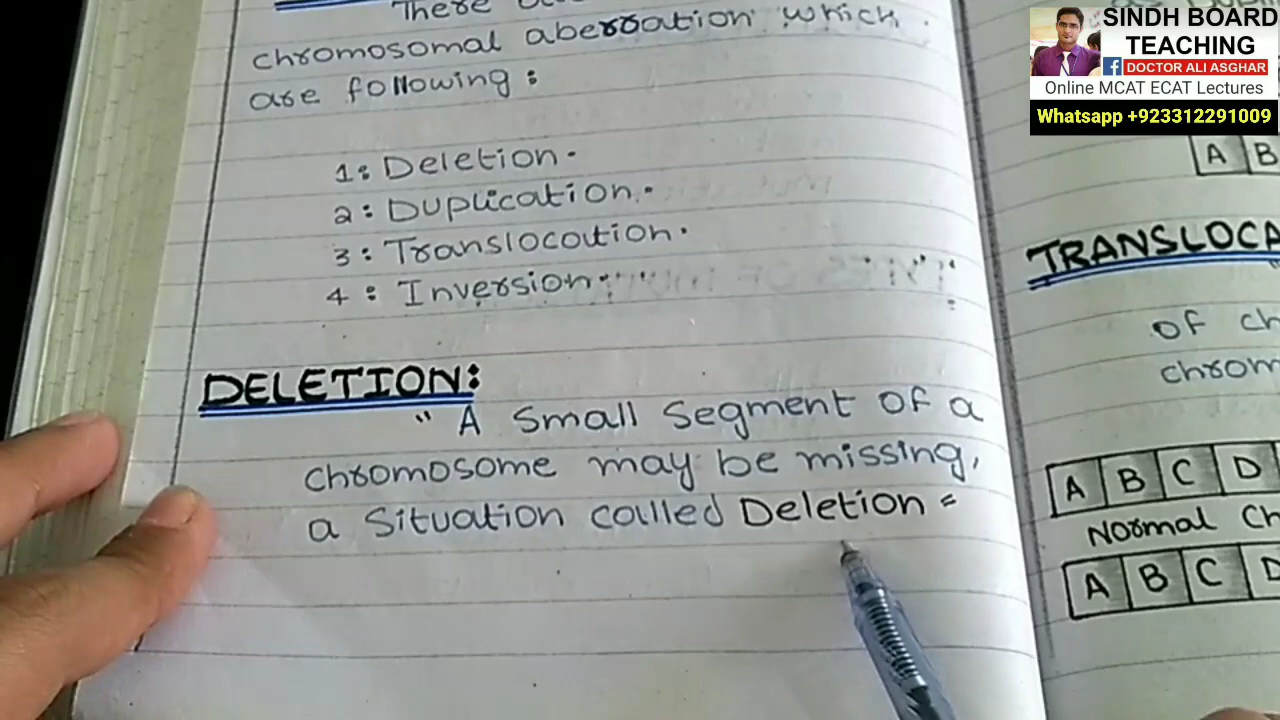 There
chromosomal aberration which
are following:
1: Deletion.
2: Duplication.
3: Translocation.
4: Inversion.
DELETION:
" A Small Segment of a
chromosome may be missing,
a Situation called Deletion "
A B
TRANSLOCA
of ch
chrom
A B C D
Normal Ch
A B C D
SINDH BOARD
TEACHING
f DOCTOR ALI ASGHAR
Online MCAT ECAT Lectures
Whatsapp +923312291009